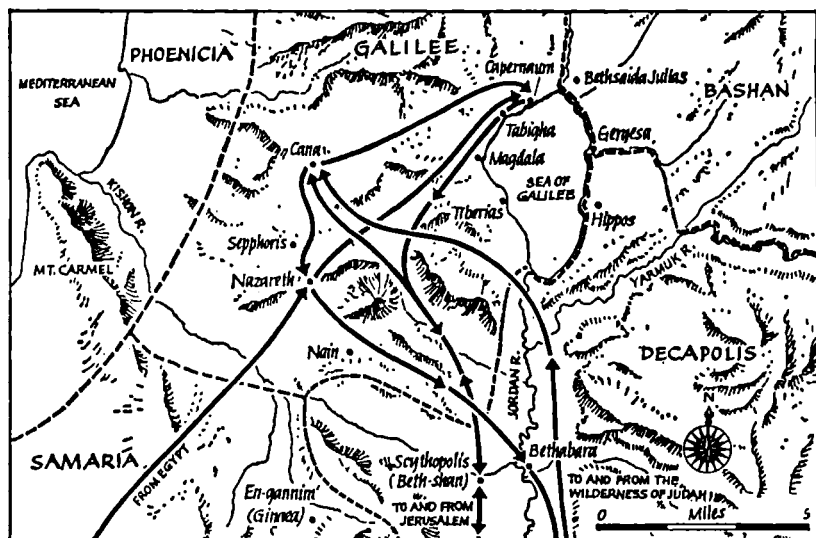 PHOENICIA
GALILEE
Capernaum
Bethsaida Julias
MEDITERRANEAN
SEA
BASHAN
Tabigha
Gergesa
Cana
Magdala
SEA OF
GALILEE
KISHON R.
Tiberias
Hippos
Sepphoris
MT. CARMEL
Nazareth
YARMUK R.
Nain
JORDAN R.
DECAPOLIS
N
SAMARIA
FROM EGYPT
Scythopolis
(Beth-shan)
Bethabara
En-gannim
(Ginnea)
TO AND FROM
JERUSALEM
TO AND FROM THE
WILDERNESS OF JUDAH
0 Miles 5